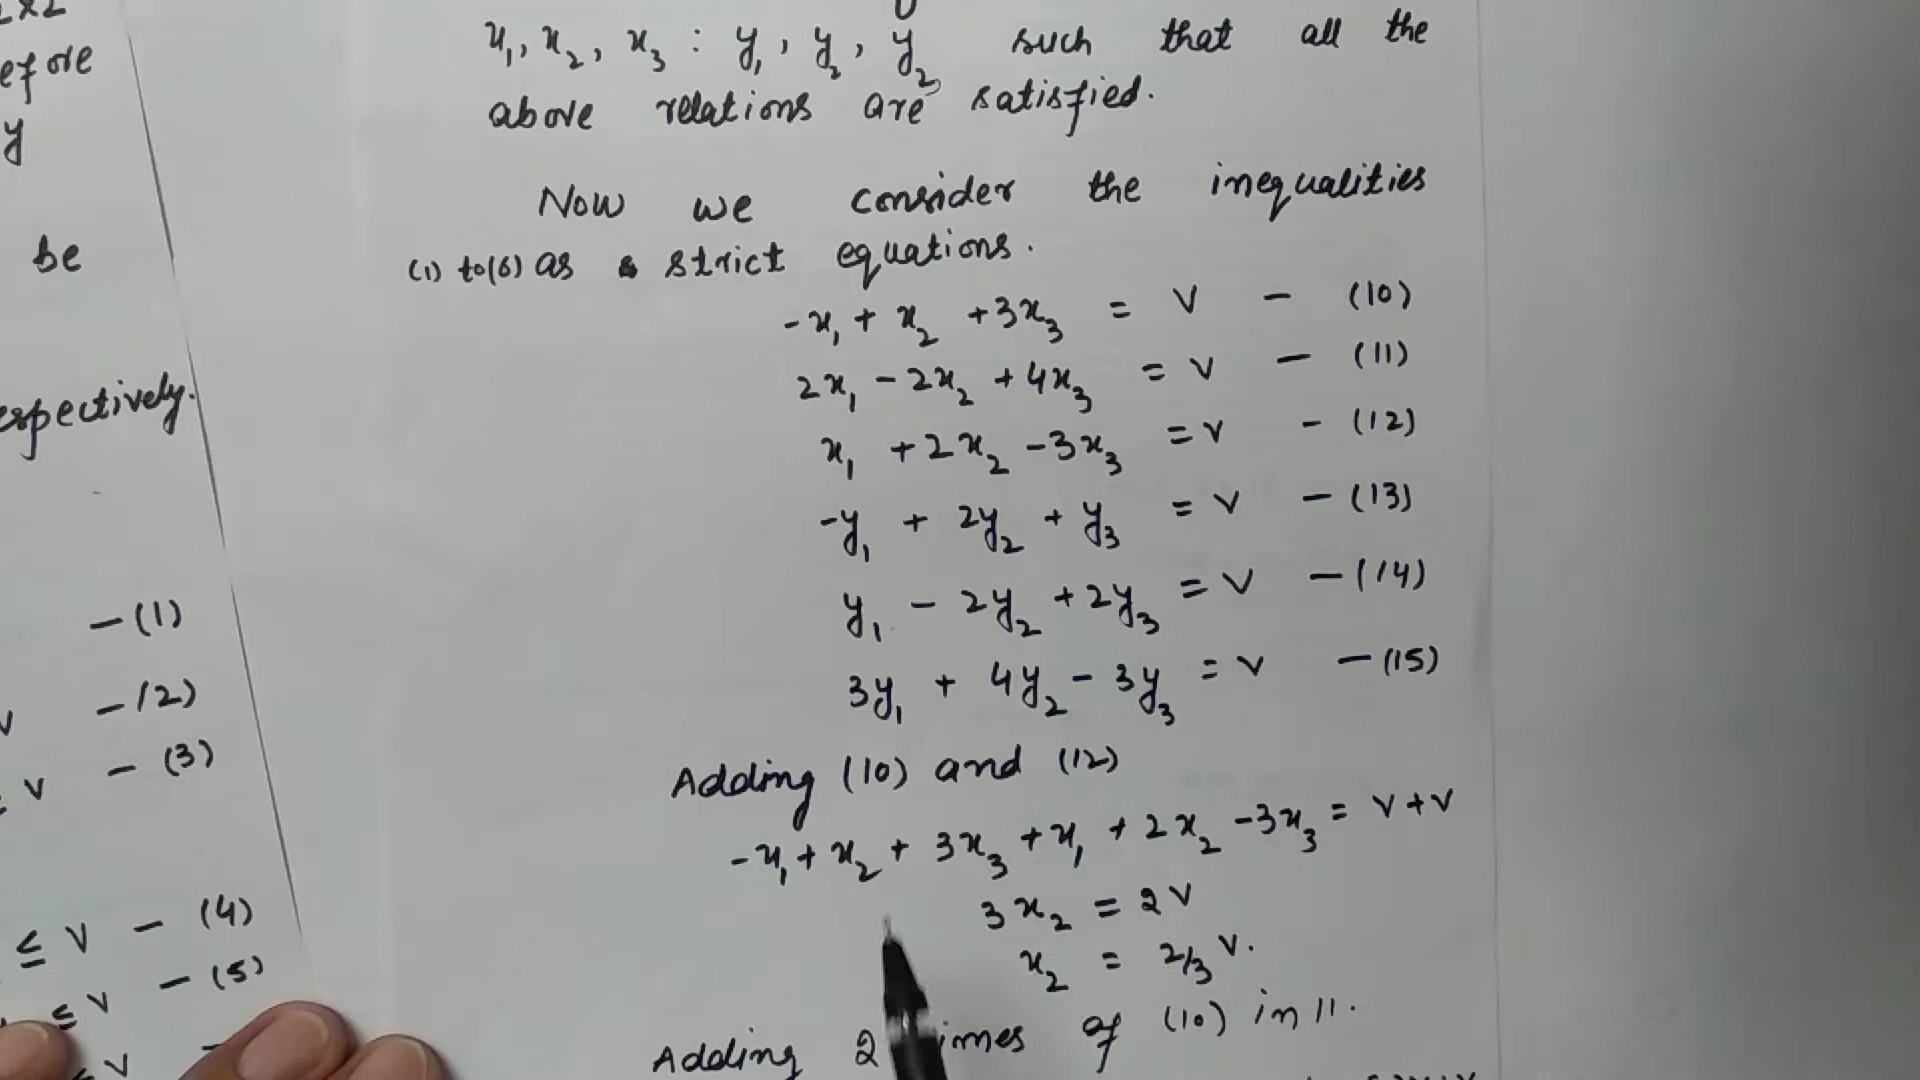 2x2
efore
y
be
espectively.
- (1)
v - (2)
v - (3)
≤ v - (4)
≤ v - (5)
≤ v -
x₁, x₂, x₃ : y₁, y₂, y₂ such that all the
above relations are satisfied.
Now we consider the inequalities
(1) to (6) as strict equations.
-x₁ + x₂ + 3x₃ = v - (10)
2x₁ - 2x₂ + 4x₃ = v - (11)
x₁ + 2x₂ - 3x₃ = v - (12)
-y₁ + 2y₂ + y₃ = v - (13)
y₁ - 2y₂ + 2y₃ = v - (14)
3y₁ + 4y₂ - 3y₃ = v - (15)
Adding (10) and (12)
-x₁ + x₂ + 3x₃ + x₁ + 2x₂ - 3x₃ = v + v
3x₂ = 2v
x₂ = 2/3 v.
Adding 2 times of (10) in 11.